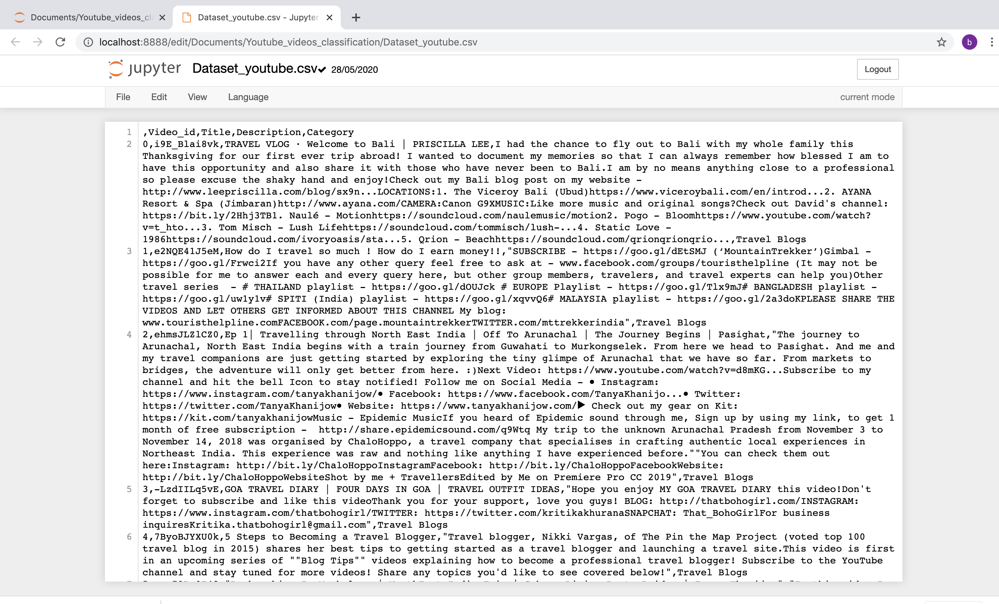 Documents/Youtube_videos_cla
Dataset_youtube.csv - Jupyter
localhost:8888/edit/Documents/Youtube_videos_classification/Dataset_youtube.csv
b
jupyter Dataset_youtube.csv✔ 28/05/2020
Logout
File Edit View Language
current mode
1 ,Video_id,Title,Description,Category
2 0,i9E_Blai8vk,TRAVEL VLOG · Welcome to Bali | PRISCILLA LEE,I had the chance to fly out to Bali with my whole family this
Thanksgiving for our first ever trip abroad! I wanted to document my memories so that I can always remember how blessed I am to
have this opportunity and also share it with those who have never been to Bali.I am by no means anything close to a professional
so please excuse the shaky hand and enjoy!Check out my Bali blog post on my website -
http://www.leepriscilla.com/blog/sx9n...LOCATIONS:1. The Viceroy Bali (Ubud)https://www.viceroybali.com/en/introd...2. AYANA
Resort & Spa (Jimbaran)http://www.ayana.com/CAMERA:Canon G9XMUSIC:Like more music and original songs?Check out David's channel:
https://bit.ly/2Hhj3TB1. Naulé - Motionhttps://soundcloud.com/naulemusic/motion2. Pogo - Bloomhttps://www.youtube.com/watch?
v=t_hto...3. Tom Misch - Lush Lifehttps://soundcloud.com/tommisch/lush-...4. Static Love -
1986https://soundcloud.com/ivoryoasis/sta...5. Qrion - Beachhttps://soundcloud.com/qrionqrionqrio...,Travel Blogs
3 1,e2NQE41J5eM,How do I travel so much ! How do I earn money!!,"SUBSCRIBE - https://goo.gl/dEtSMJ (‘MountainTrekker’)Gimbal -
https://goo.gl/Frwci2If you have any other query feel free to ask at - www.facebook.com/groups/touristhelpline (It may not be
possible for me to answer each and every query here, but other group members, travelers, and travel experts can help you)Other
travel series  - # THAILAND playlist - https://goo.gl/dOUJck # EUROPE Playlist - https://goo.gl/Tlx9mJ# BANGLADESH playlist -
https://goo.gl/uw1y1v# SPITI (India) playlist - https://goo.gl/xqvvQ6# MALAYSIA playlist - https://goo.gl/2a3doKPLEASE SHARE THE
VIDEOS AND LET OTHERS GET INFORMED ABOUT THIS CHANNEL My blog:
www.touristhelpline.comFACEBOOK.com/page.mountaintrekkerTWITTER.com/mttrekkerindia",Travel Blogs
4 2,ehmsJLZlCZ0,Ep 1| Travelling through North East India | Off To Arunachal | The Journey Begins | Pasighat,"The journey to
Arunachal, North East India begins with a train journey from Guwahati to Murkongselek. From here we head to Pasighat. And me and
my travel companions are just getting started by exploring the tiny glimpe of Arunachal that we have so far. From markets to
bridges, the adventure will only get better from here. :)Next Video: https://www.youtube.com/watch?v=d8mKG...Subscribe to my
channel and hit the bell Icon to stay notified! Follow me on Social Media - ● Instagram:
https://www.instagram.com/tanyakhanijow/● Facebook: https://www.facebook.com/TanyaKhanijo...● Twitter:
https://twitter.com/TanyaKhanijow● Website: https://www.tanyakhanijow.com/▶ Check out my gear on Kit:
https://kit.com/tanyakhanijowMusic - Epidemic MusicIf you heard of Epidemic sound through me, Sign up by using my link, to get 1
month of free subscription -  http://share.epidemicsound.com/q9Wtq My trip to the unknown Arunachal Pradesh from November 3 to
November 14, 2018 was organised by ChaloHoppo, a travel company that specialises in crafting authentic local experiences in
Northeast India. This experience was raw and nothing like anything I have experienced before.""You can check them out
here:Instagram: http://bit.ly/ChaloHoppoInstagramFacebook: http://bit.ly/ChaloHoppoFacebookWebsite:
http://bit.ly/ChaloHoppoWebsiteShot by me + TravellersEdited by Me on Premiere Pro CC 2019",Travel Blogs
5 3,-LzdIILq5vE,GOA TRAVEL DIARY | FOUR DAYS IN GOA | TRAVEL OUTFIT IDEAS,"Hope you enjoy MY GOA TRAVEL DIARY this video!Don't
forget to subscribe and like this videoThank you for your support, love you guys! BLOG: http://thatbohogirl.com/INSTAGRAM:
https://www.instagram.com/thatbohogirl/TWITTER: https://twitter.com/kritikakhuranaSNAPCHAT: That_BohoGirlFor business
inquiresKritika.thatbohogirl@gmail.com",Travel Blogs
6 4,7ByoBJYXU0k,5 Steps to Becoming a Travel Blogger,"Travel blogger, Nikki Vargas, of The Pin the Map Project (voted top 100
travel blog in 2015) shares her best tips to getting started as a travel blogger and launching a travel site.This video is first
in an upcoming series of ""Blog Tips"" videos explaining how to become a professional travel blogger! Subscribe to the YouTube
channel and stay tuned for more videos! Share any topics you'd like to see covered below!",Travel Blogs